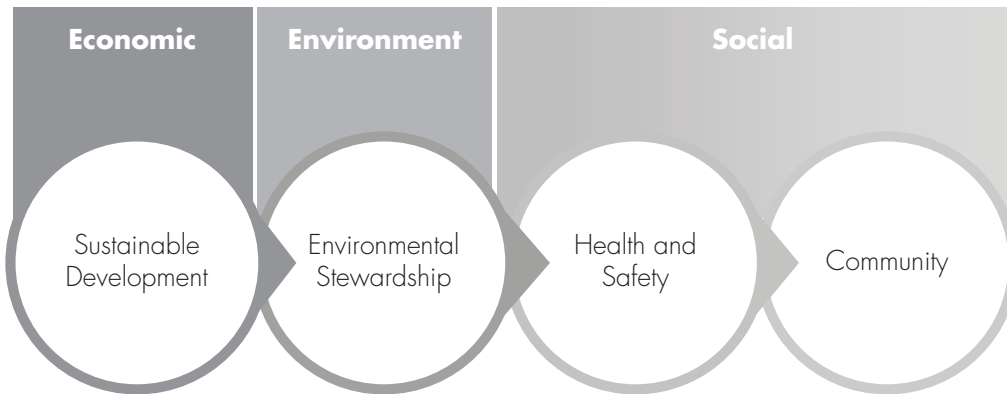 Economic
Environment
Social
Sustainable
Development
Environmental
Stewardship
Health and
Safety
Community